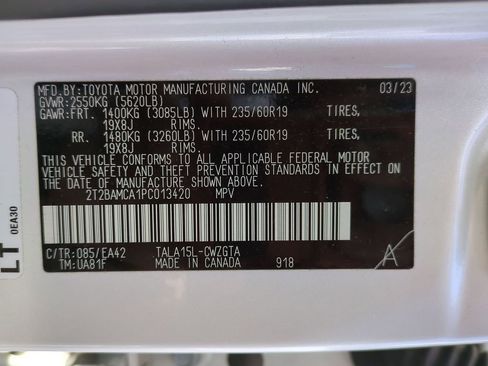 MFD.BY:TOYOTA MOTOR MANUFACTURING CANADA INC. 03/23
GVWR:2550KG (5620LB)
GAWR:FRT. 1400KG (3085LB) WITH 235/60R19 TIRES,
19X8J RIMS.
RR. 1480KG (3260LB) WITH 235/60R19 TIRES,
19X8J RIMS.
THIS VEHICLE CONFORMS TO ALL APPLICABLE FEDERAL MOTOR
VEHICLE SAFETY AND THEFT PREVENTION STANDARDS IN EFFECT
ON THE DATE OF MANUFACTURE SHOWN ABOVE.
2T2BAMCA1PC013420 MPV
C/TR:085/EA42 TALA15L-CWZGTA
TM:UA81F MADE IN CANADA 918
A
LT 0EA30